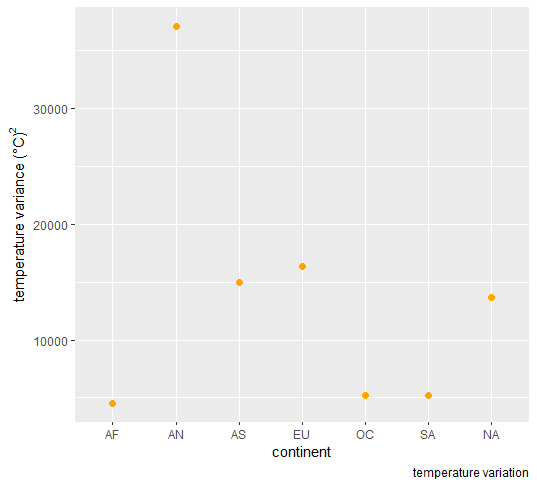 temperature variance (°C)²
30000
20000
10000
AF AN AS EU OC SA NA
continent
temperature variation